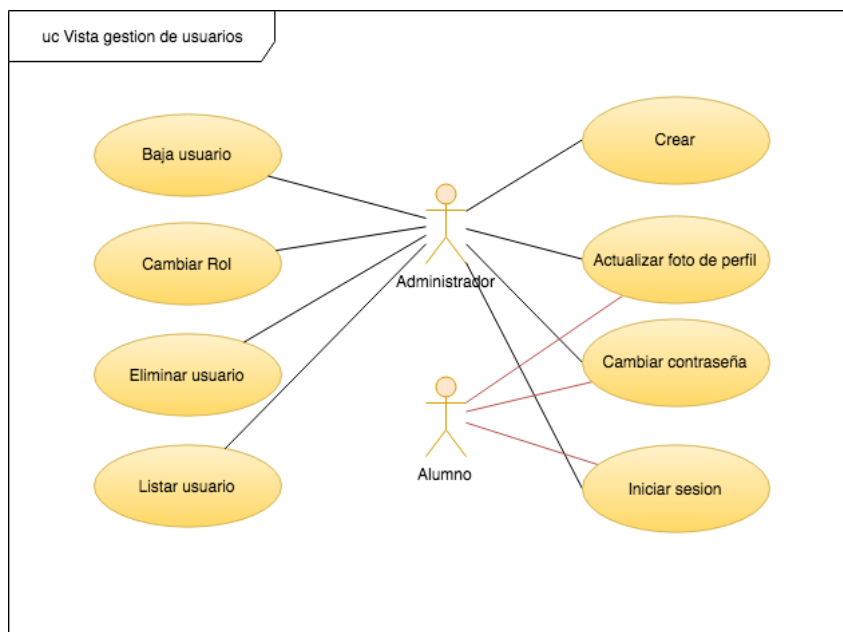 uc Vista gestion de usuarios
Baja usuario
Crear
Cambiar Rol
Actualizar foto de perfil
Administrador
Eliminar usuario
Cambiar contraseña
Alumno
Listar usuario
Iniciar sesion